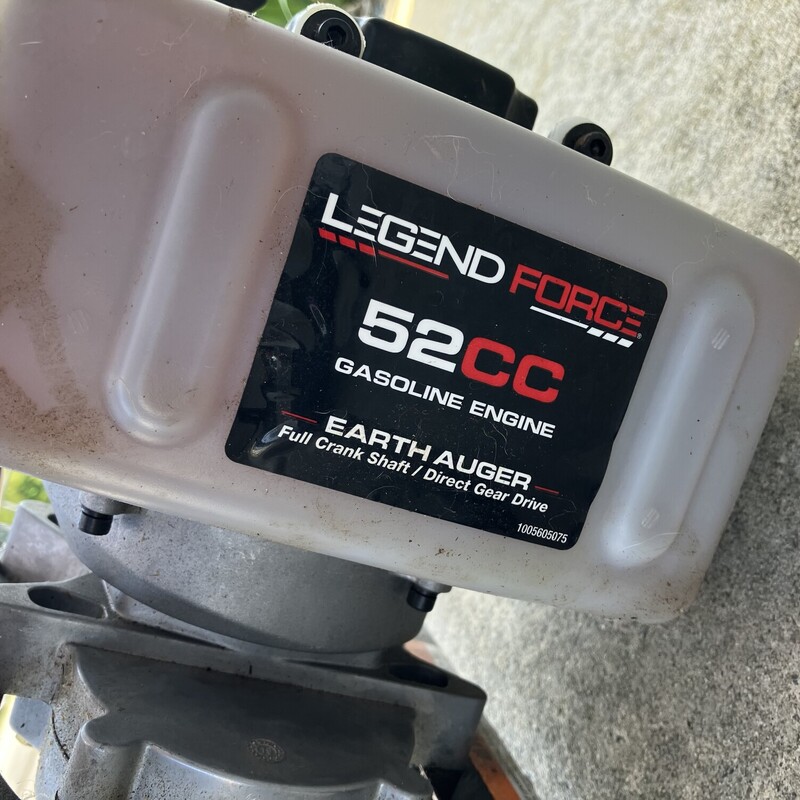 LEGEND FORCE
52CC
GASOLINE ENGINE
EARTH AUGER
Full Crank Shaft / Direct Gear Drive
1005605075